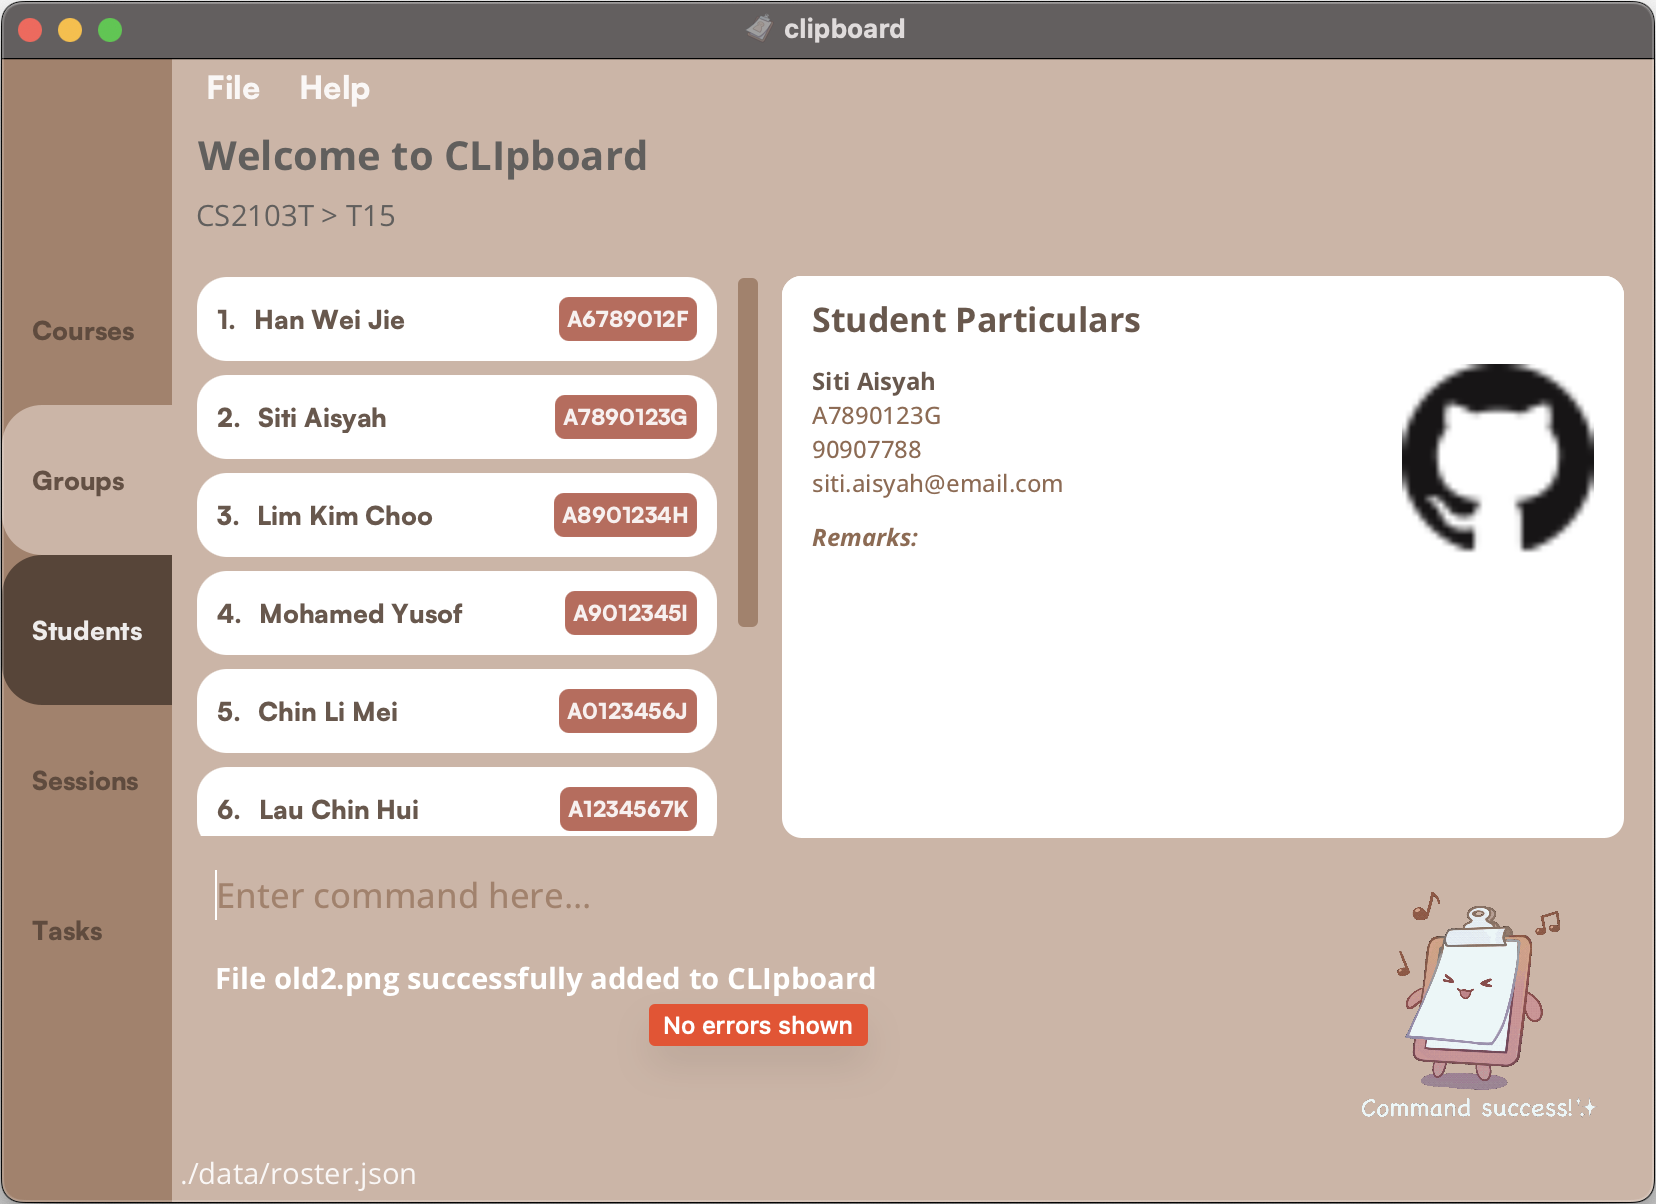 clipboard
File Help
Welcome to CLIpboard
CS2103T > T15
Courses
Groups
Students
Sessions
Tasks
1. Han Wei Jie A6789012F
2. Siti Aisyah A7890123G
3. Lim Kim Choo A8901234H
4. Mohamed Yusof A9012345I
5. Chin Li Mei A0123456J
6. Lau Chin Hui A1234567K
Student Particulars
Siti Aisyah
A7890123G
90907788
siti.aisyah@email.com
Remarks:
Enter command here...
File old2.png successfully added to CLIpboard
No errors shown
Command success!
./data/roster.json